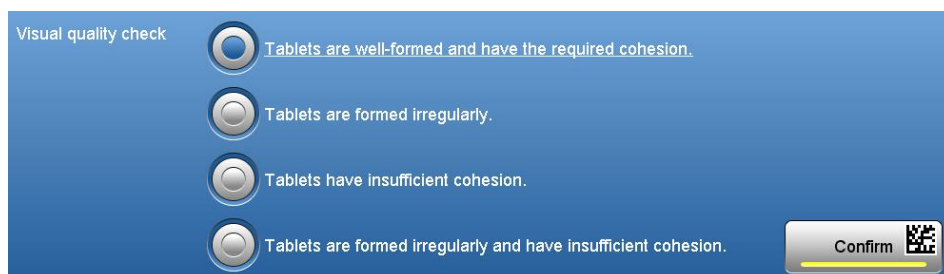 Visual quality check
Tablets are well-formed and have the required cohesion.
Tablets are formed irregularly.
Tablets have insufficient cohesion.
Tablets are formed irregularly and have insufficient cohesion.
Confirm